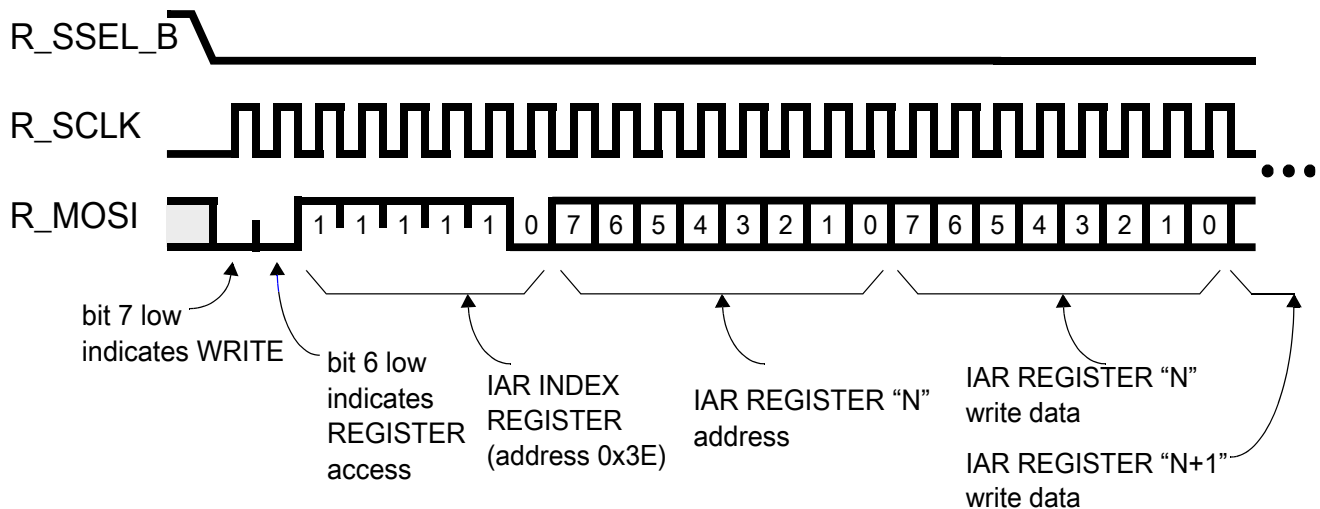 R_SSEL_B
R_SCLK
R_MOSI
1 1 1 1 1 0 7 6 5 4 3 2 1 0 7 6 5 4 3 2 1 0
bit 7 low
indicates WRITE
bit 6 low
indicates
REGISTER
access
IAR INDEX
REGISTER
(address 0x3E)
IAR REGISTER “N”
address
IAR REGISTER “N”
write data
IAR REGISTER “N+1”
write data